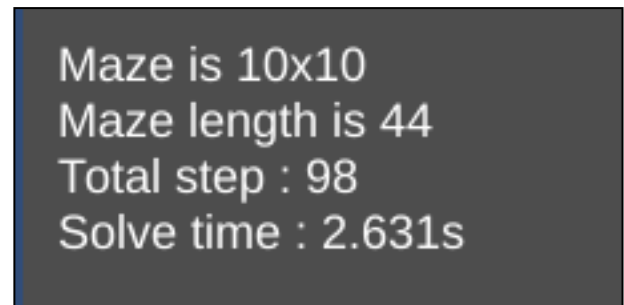 Maze is 10x10
Maze length is 44
Total step : 98
Solve time : 2.631s